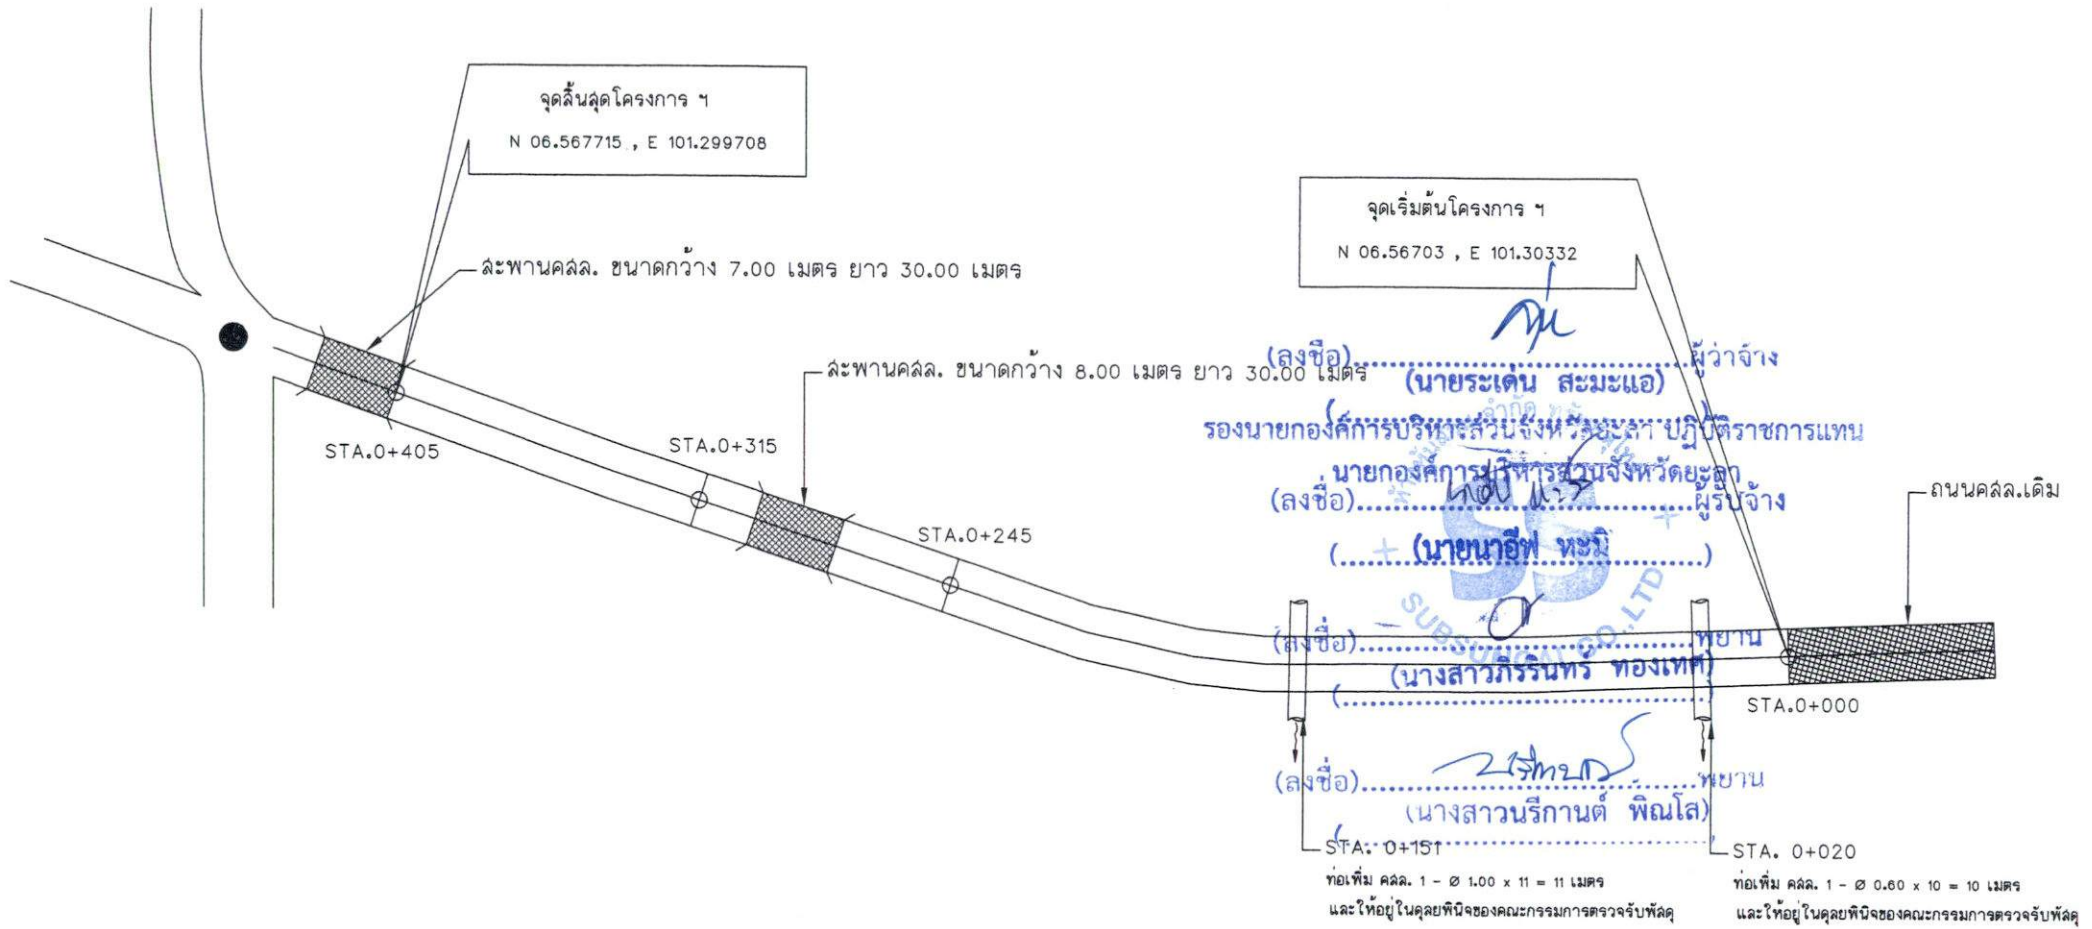 จุดสิ้นสุดโครงการ ฯ
N 06.567715 , E 101.299708
สะพานคสล. ขนาดกว้าง 7.00 เมตร ยาว 30.00 เมตร
จุดเริ่มต้นโครงการ ฯ
N 06.56703 , E 101.30332
สะพานคสล. ขนาดกว้าง 8.00 เมตร ยาว 30.00 เมตร
(ลงชื่อ)..............................ผู้ว่าจ้าง
(นายระเด่น สะมะแอ)
(..............................)
รองนายกองค์การบริหารส่วนจังหวัดยะลา ปฏิบัติราชการแทน
นายกองค์การบริหารส่วนจังหวัดยะลา
(ลงชื่อ)..............................ผู้รับจ้าง
(นายนาอีฟ หะมิ)
SS
SUBSUNGAI CO.,LTD
(ลงชื่อ)..............................พยาน
(นางสาวภิรรินทร์ ทองเทศ)
(..............................)
(ลงชื่อ)..............................พยาน
(นางสาวนรีกานต์ พิณโส)
(..............................)
STA.0+405
STA.0+315
STA.0+245
ถนนคสล.เดิม
STA.0+000
STA. 0+151
ท่อเพิ่ม คสล. 1 - Ø 1.00 x 11 = 11 เมตร
และให้อยู่ในดุลยพินิจของคณะกรรมการตรวจรับพัสดุ
STA. 0+020
ท่อเพิ่ม คสล. 1 - Ø 0.60 x 10 = 10 เมตร
และให้อยู่ในดุลยพินิจของคณะกรรมการตรวจรับพัสดุ